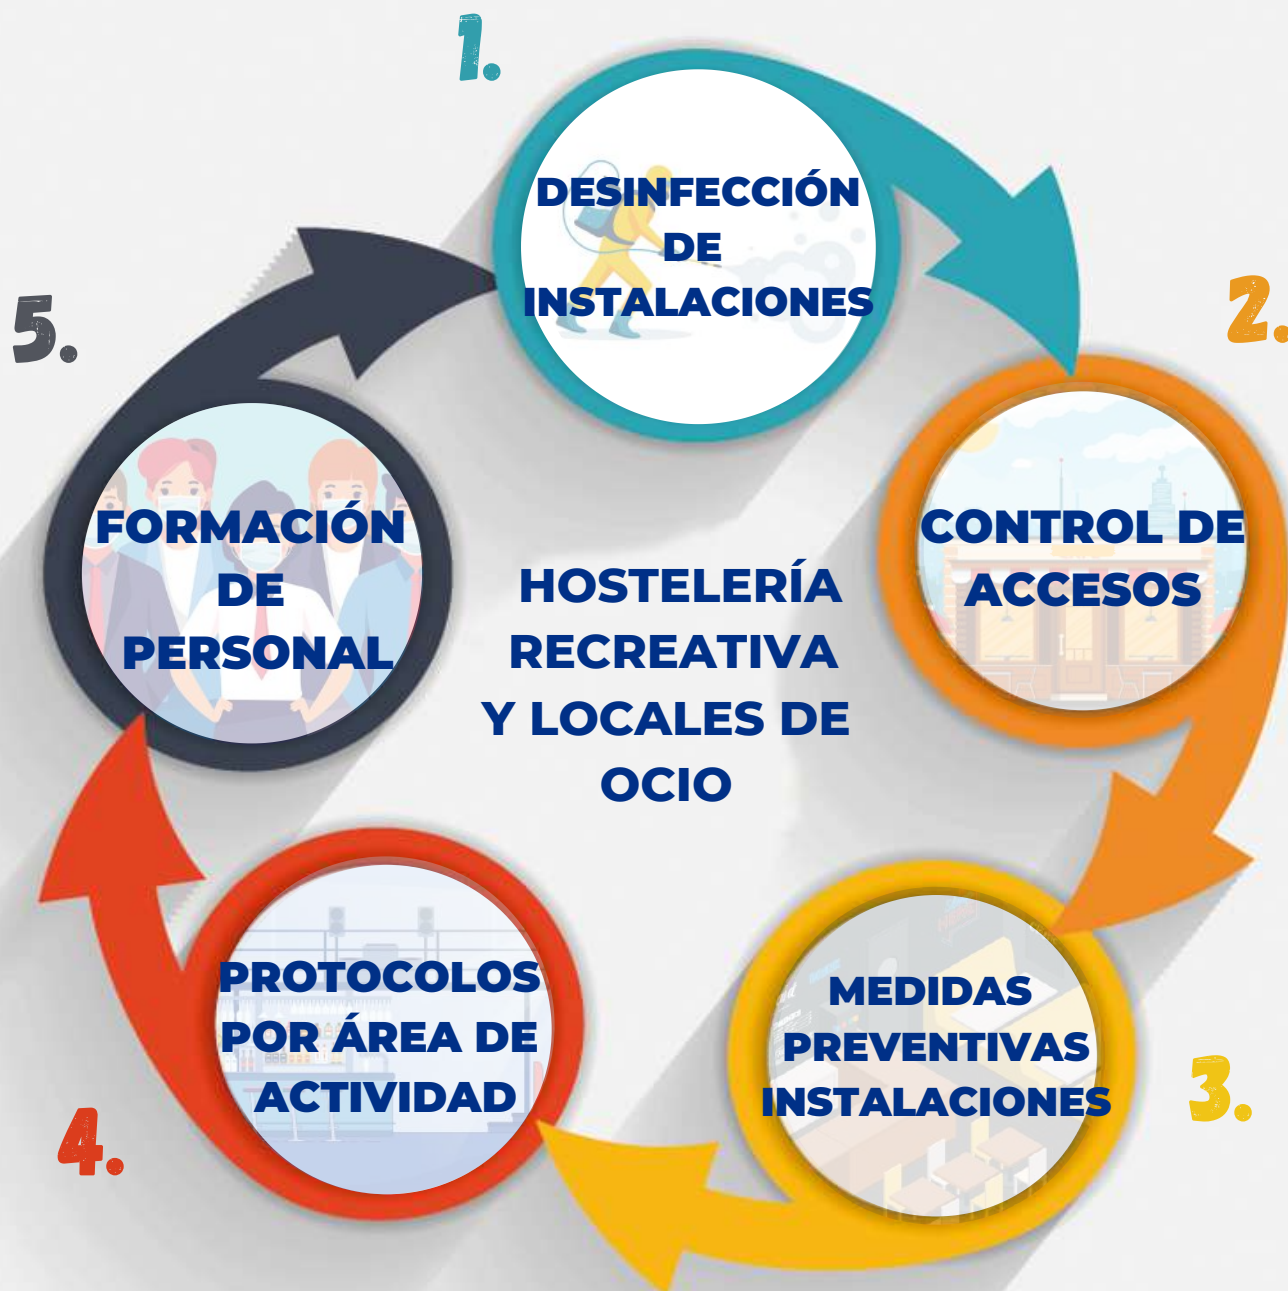 1.
DESINFECCIÓN
DE
INSTALACIONES
2.
CONTROL DE
ACCESOS
3.
MEDIDAS
PREVENTIVAS
INSTALACIONES
4.
PROTOCOLOS
POR ÁREA DE
ACTIVIDAD
5.
FORMACIÓN
DE
PERSONAL
HOSTELERÍA
RECREATIVA
Y LOCALES DE
OCIO